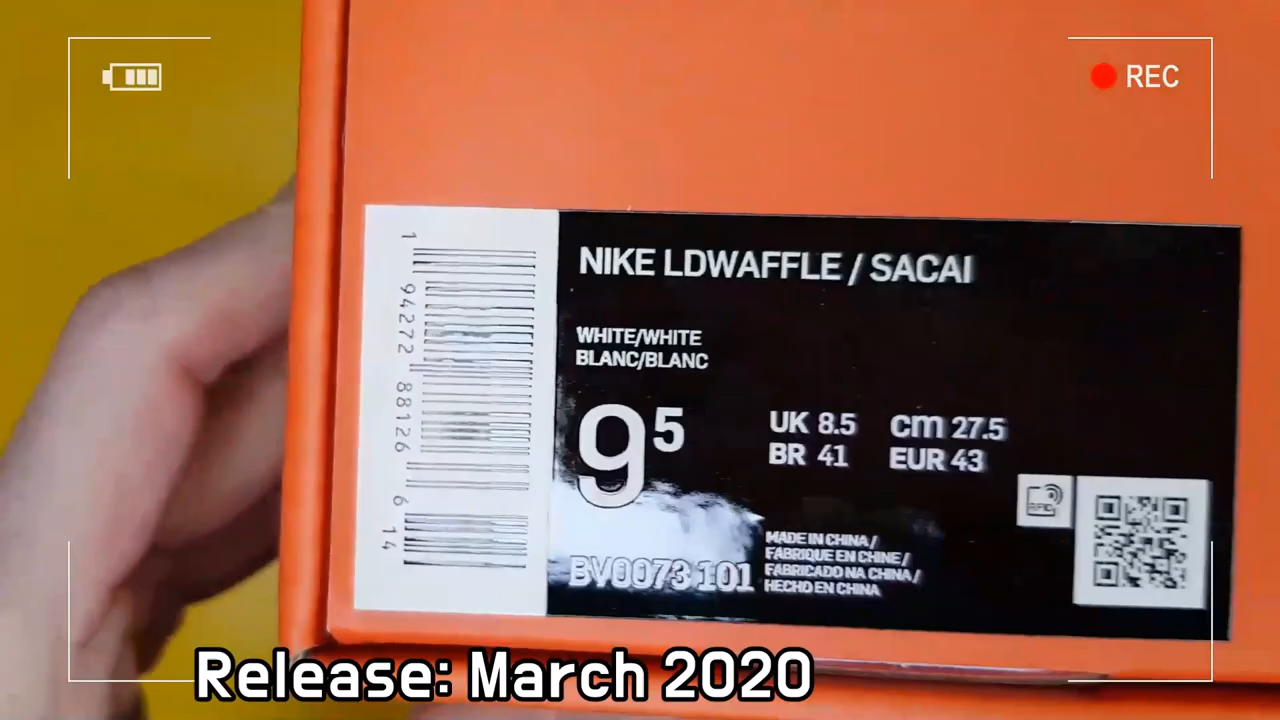 REC
NIKE LDWAFFLE / SACAI
WHITE/WHITE
BLANC/BLANC
9⁵
UK 8.5 cm 27.5
BR 41 EUR 43
RFID
BV0073 101
MADE IN CHINA /
FABRIQUE EN CHINE /
FABRICADO NA CHINA /
HECHO EN CHINA
1 94272 88126 6 14
Release: March 2020